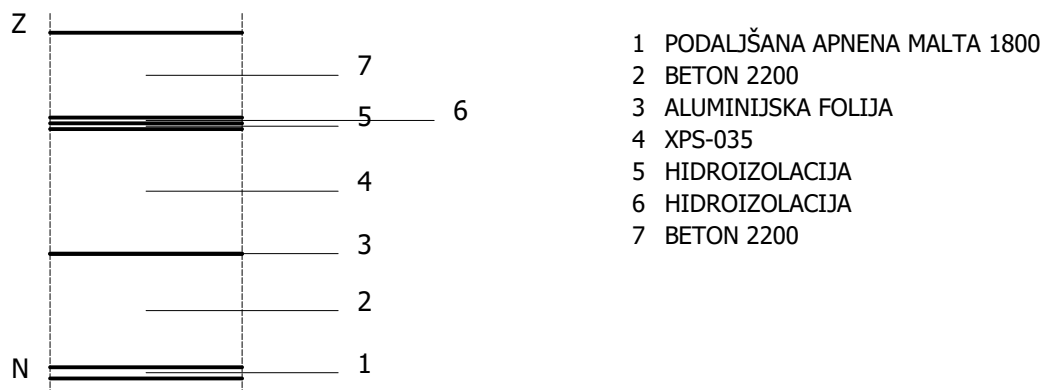 Z
7
5
6
4
3
2
N
1
1 PODALJŠANA APNENA MALTA 1800
2 BETON 2200
3 ALUMINIJSKA FOLIJA
4 XPS-035
5 HIDROIZOLACIJA
6 HIDROIZOLACIJA
7 BETON 2200